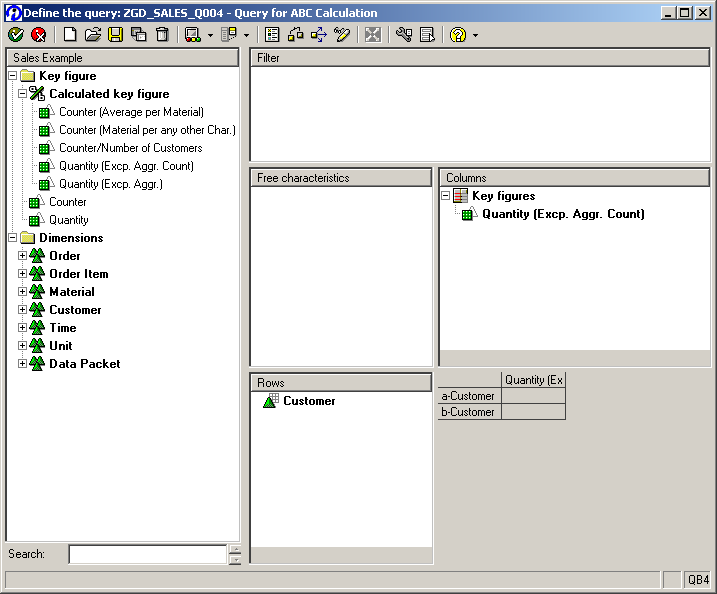 Define the query: ZGD_SALES_Q004 - Query for ABC Calculation
Sales Example
Key figure
Calculated key figure
Counter (Average per Material)
Counter (Material per any other Char.)
Counter/Number of Customers
Quantity (Excp. Aggr. Count)
Quantity (Excp. Aggr.)
Counter
Quantity
Dimensions
Order
Order Item
Material
Customer
Time
Unit
Data Packet
Search:
Filter
Free characteristics
Columns
Key figures
Quantity (Excp. Aggr. Count)
Rows
Customer
Quantity (Ex
a-Customer
b-Customer
QB4